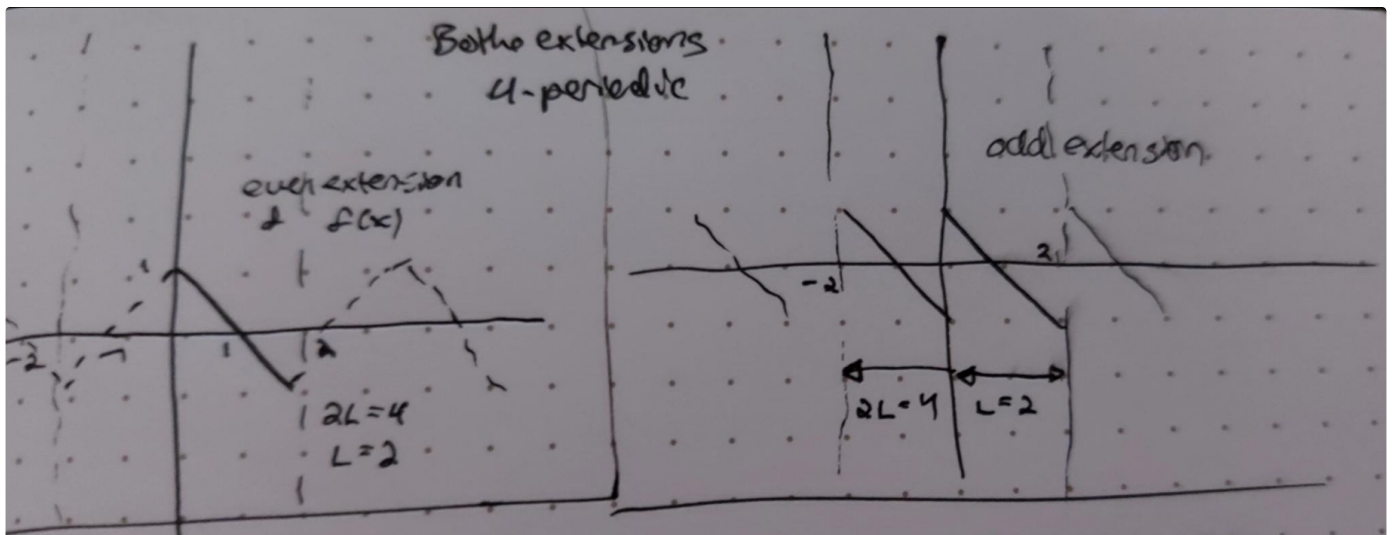 Bothe extensions
4-periodic
even extension
of f(x)
1
-2
1
2
2L=4
L=2
odd extension
2
-2
2L=4
L=2